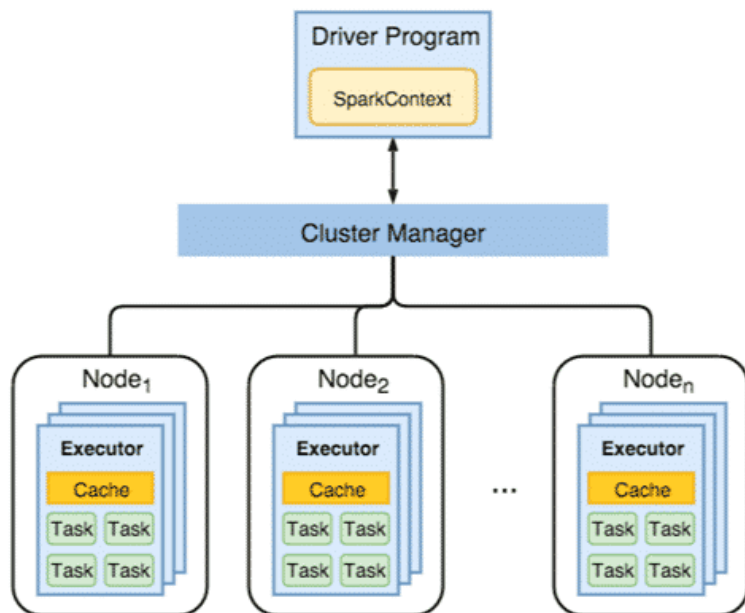 Driver Program
SparkContext
Cluster Manager
Node₁
Executor
Cache
Task Task
Task Task
Node₂
Executor
Cache
Task Task
Task Task
...
Nodeₙ
Executor
Cache
Task Task
Task Task